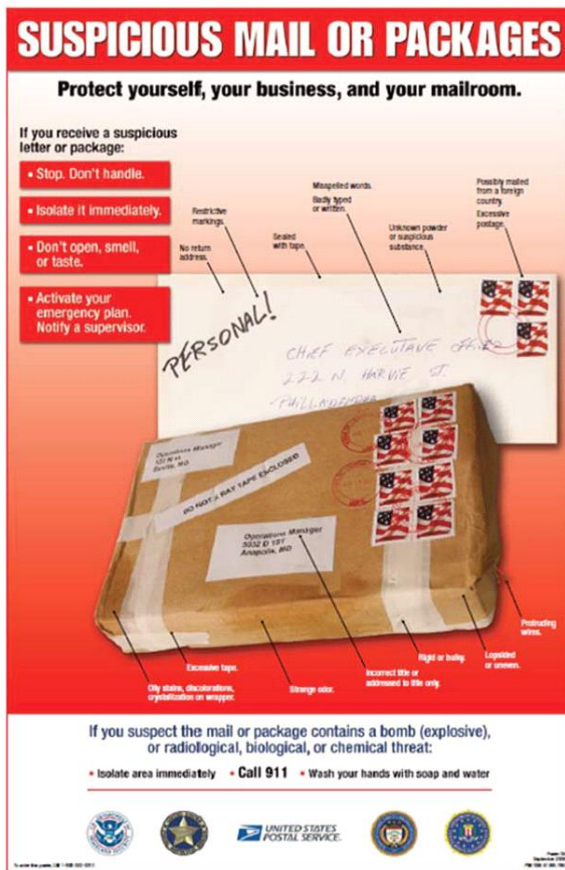 SUSPICIOUS MAIL OR PACKAGES
Protect yourself, your business, and your mailroom.
If you receive a suspicious
letter or package:
• Stop. Don't handle.
• Isolate it immediately.
• Don't open, smell,
or taste.
• Activate your
emergency plan.
Notify a supervisor.
No return
address.
Restrictive
markings.
Sealed
with tape.
Misspelled words.
Badly typed
or written.
Unknown powder
or suspicious
substance.
Possibly mailed
from a foreign
country.
Excessive
postage.
PERSONAL!
CHIEF EXECUTAVE
222 N HARVIE
Operations Manager
DO NOT X RAY TAPE ENCLOSED
Operations Manager
Anapolis, MD
Oily stains, discolorations,
crystallization on wrapper.
Excessive tape.
Strange odor.
Incorrect title or
addressed to title only.
Rigid or bulky.
Lopsided
or uneven.
Protruding
wires.
If you suspect the mail or package contains a bomb (explosive),
or radiological, biological, or chemical threat:
• Isolate area immediately • Call 911 • Wash your hands with soap and water
UNITED STATES
POSTAL SERVICE